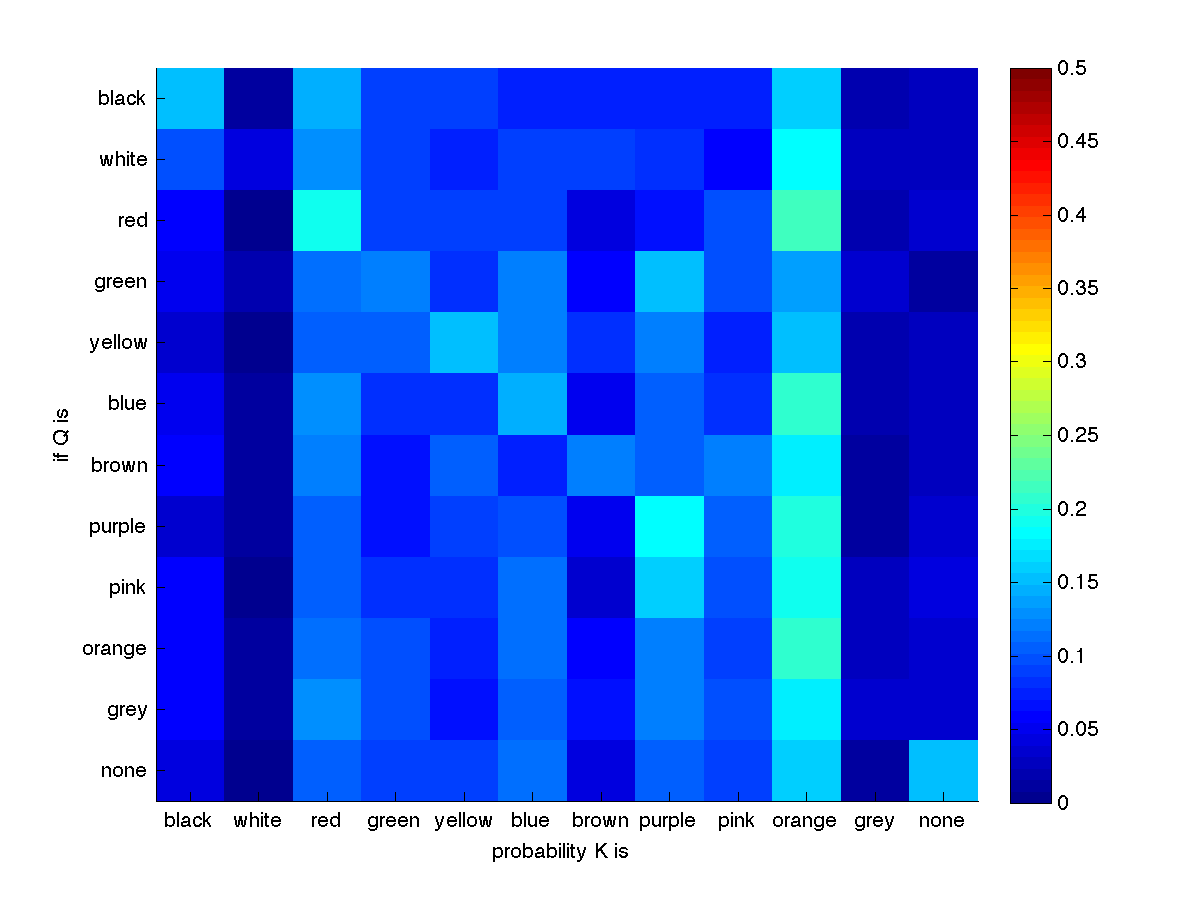 black
white
red
green
yellow
blue
brown
purple
pink
orange
grey
none
if Q is
black white red green yellow blue brown purple pink orange grey none
probability K is
0.5
0.45
0.4
0.35
0.3
0.25
0.2
0.15
0.1
0.05
0